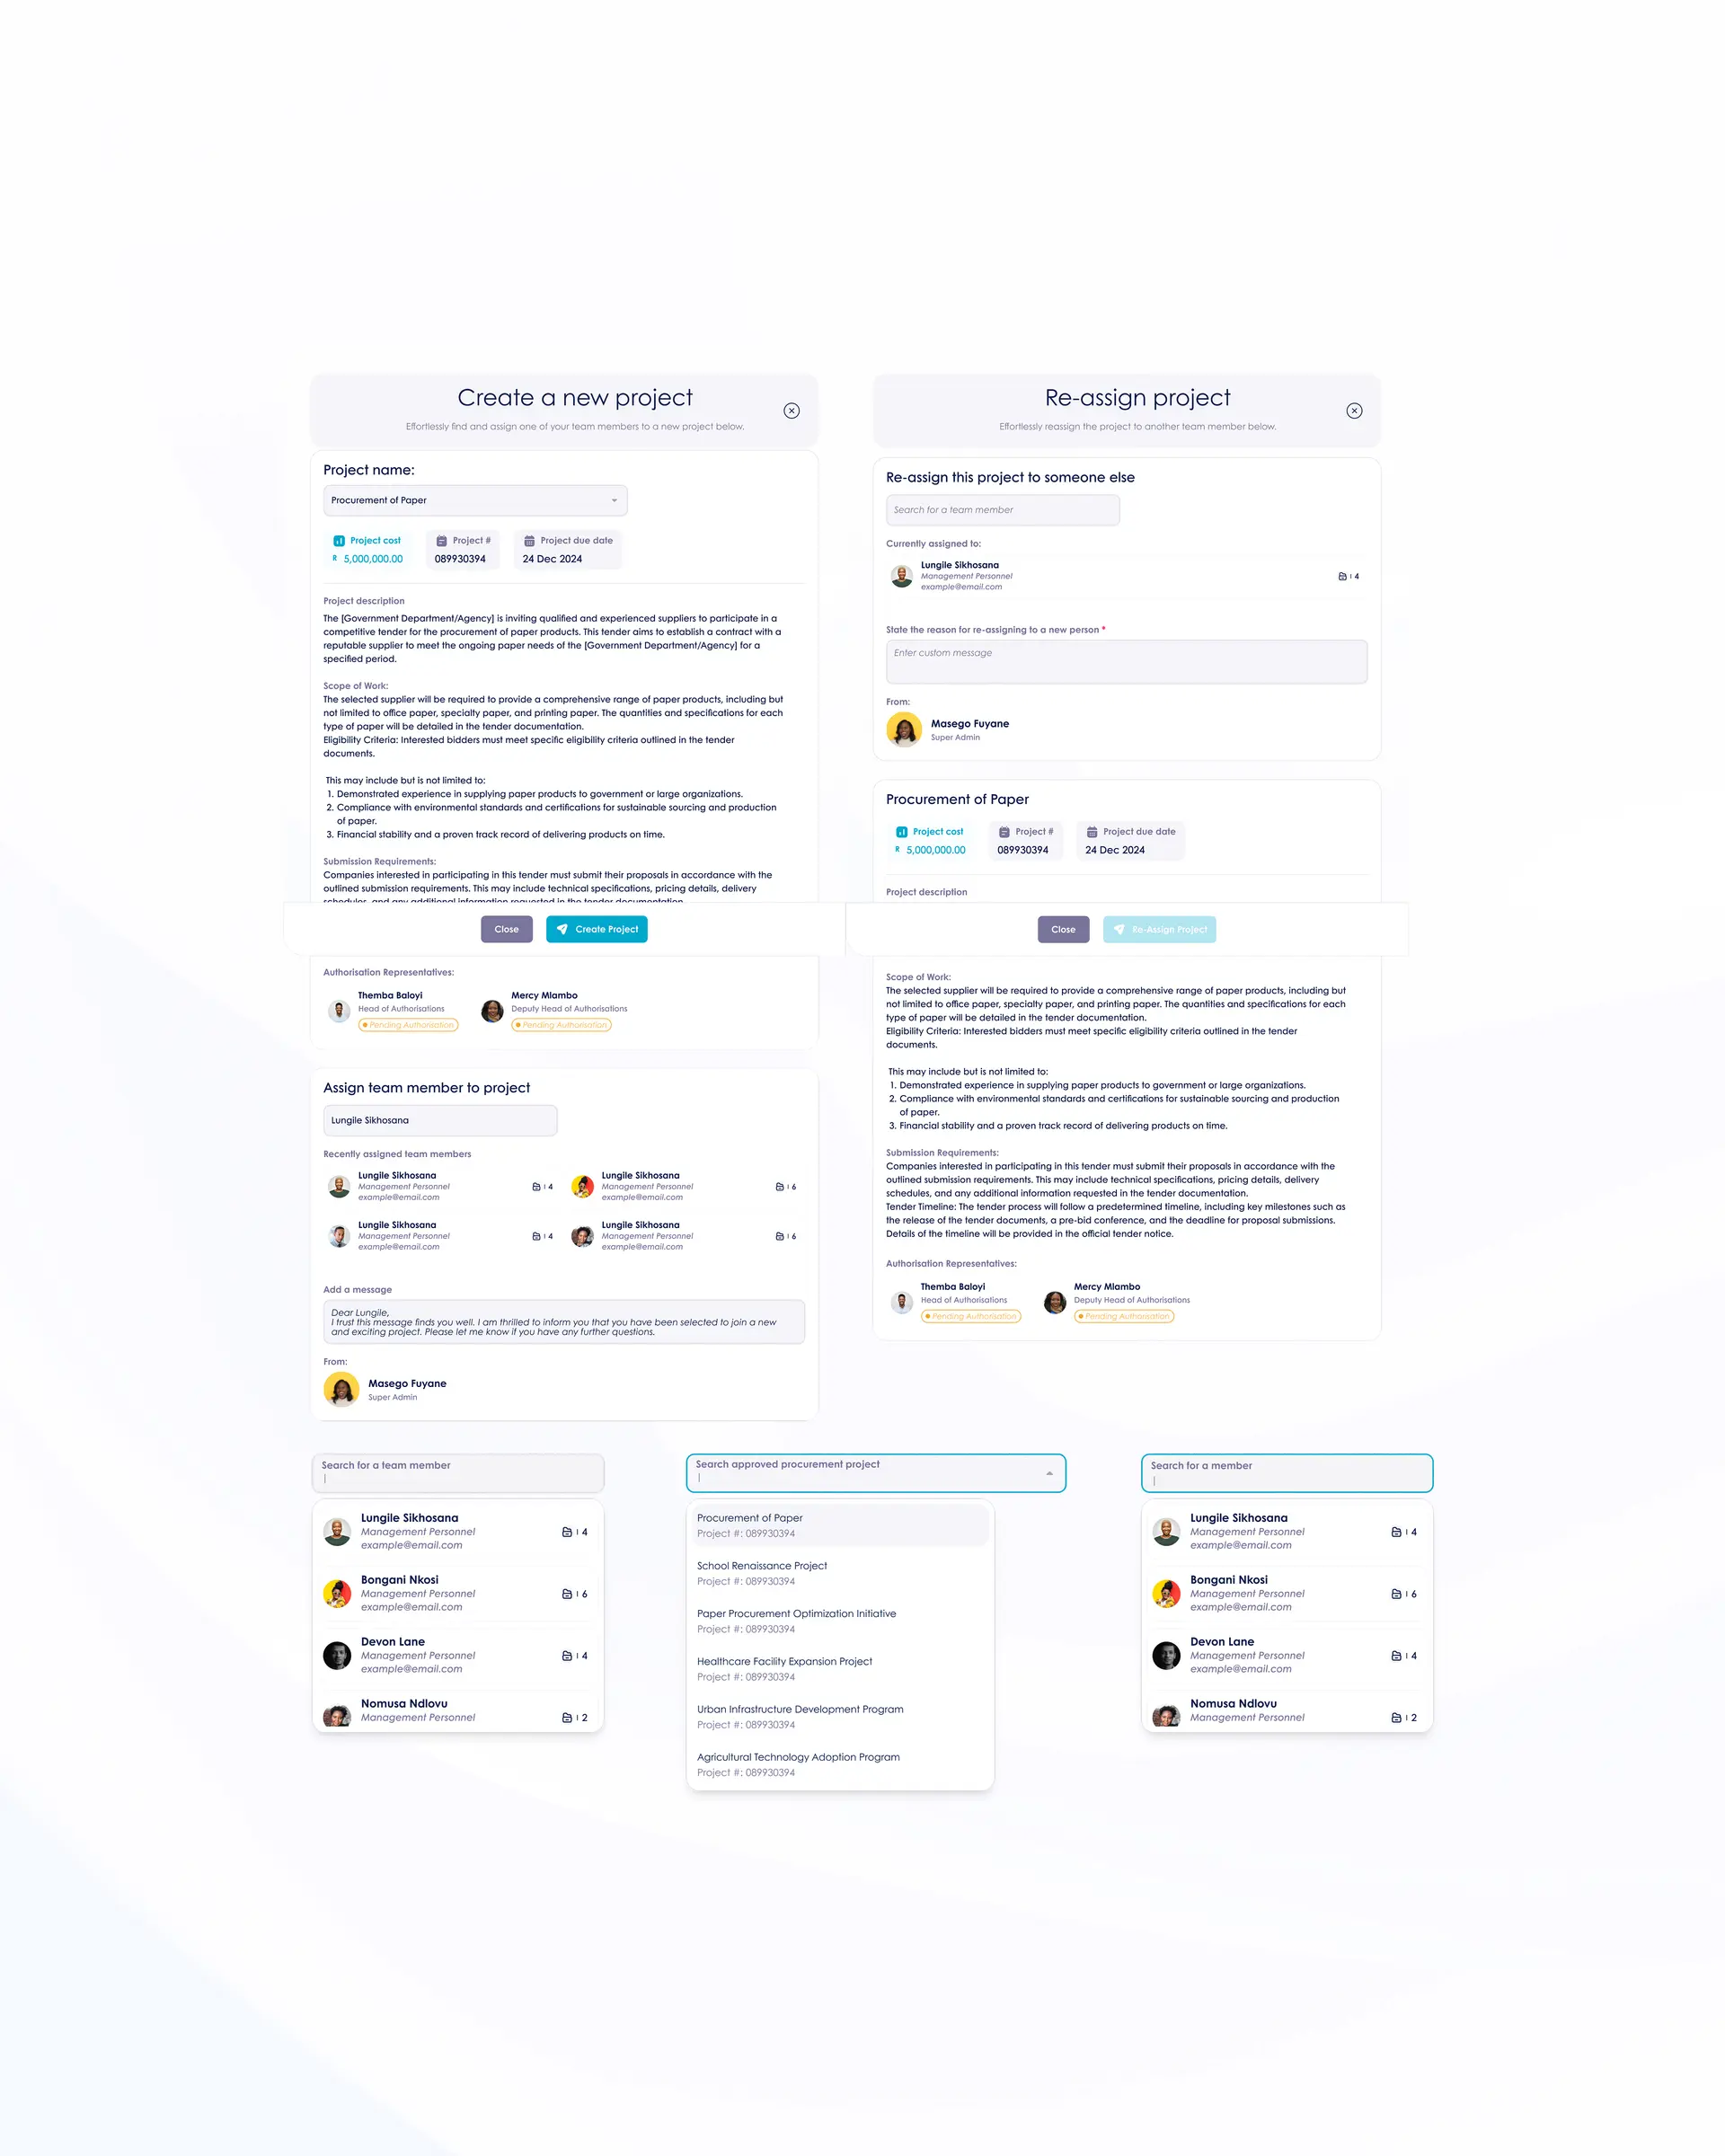 Create a new project
Effortlessly find and assign one of your team members to a new project below.
Project name:
Procurement of Paper
Project cost
R 5,000,000.00
Project #
089930394
Project due date
24 Dec 2024
Project description
The [Government Department/Agency] is inviting qualified and experienced suppliers to participate in a
competitive tender for the procurement of paper products. This tender aims to establish a contract with a
reputable supplier to meet the ongoing paper needs of the [Government Department/Agency] for a
specified period.
Scope of Work:
The selected supplier will be required to provide a comprehensive range of paper products, including but
not limited to office paper, specialty paper, and printing paper. The quantities and specifications for each
type of paper will be detailed in the tender documentation.
Eligibility Criteria: Interested bidders must meet specific eligibility criteria outlined in the tender
documents.
This may include but is not limited to:
1. Demonstrated experience in supplying paper products to government or large organizations.
2. Compliance with environmental standards and certifications for sustainable sourcing and production
of paper.
3. Financial stability and a proven track record of delivering products on time.
Submission Requirements:
Companies interested in participating in this tender must submit their proposals in accordance with the
outlined submission requirements. This may include technical specifications, pricing details, delivery
schedules, and any additional information requested in the tender documentation.
Close
Create Project
Authorisation Representatives:
Themba Baloyi
Head of Authorisations
Pending Authorisation
Mercy Mlambo
Deputy Head of Authorisations
Pending Authorisation
Assign team member to project
Lungile Sikhosana
Recently assigned team members
Lungile Sikhosana
Management Personnel
example@email.com
4
Lungile Sikhosana
Management Personnel
example@email.com
6
Lungile Sikhosana
Management Personnel
example@email.com
4
Lungile Sikhosana
Management Personnel
example@email.com
6
Add a message
Dear Lungile,
I trust this message finds you well. I am thrilled to inform you that you have been selected to join a new
and exciting project. Please let me know if you have any further questions.
From:
Masego Fuyane
Super Admin
Re-assign project
Effortlessly reassign the project to another team member below.
Re-assign this project to someone else
Search for a team member
Currently assigned to:
Lungile Sikhosana
Management Personnel
example@email.com
4
State the reason for re-assigning to a new person *
Enter custom message
From:
Masego Fuyane
Super Admin
Procurement of Paper
Project cost
R 5,000,000.00
Project #
089930394
Project due date
24 Dec 2024
Project description
Close
Re-Assign Project
Scope of Work:
The selected supplier will be required to provide a comprehensive range of paper products, including but
not limited to office paper, specialty paper, and printing paper. The quantities and specifications for each
type of paper will be detailed in the tender documentation.
Eligibility Criteria: Interested bidders must meet specific eligibility criteria outlined in the tender
documents.
This may include but is not limited to:
1. Demonstrated experience in supplying paper products to government or large organizations.
2. Compliance with environmental standards and certifications for sustainable sourcing and production
of paper.
3. Financial stability and a proven track record of delivering products on time.
Submission Requirements:
Companies interested in participating in this tender must submit their proposals in accordance with the
outlined submission requirements. This may include technical specifications, pricing details, delivery
schedules, and any additional information requested in the tender documentation.
Tender Timeline: The tender process will follow a predetermined timeline, including key milestones such as
the release of the tender documents, a pre-bid conference, and the deadline for proposal submissions.
Details of the timeline will be provided in the official tender notice.
Authorisation Representatives:
Themba Baloyi
Head of Authorisations
Pending Authorisation
Mercy Mlambo
Deputy Head of Authorisations
Pending Authorisation
Search for a team member
Lungile Sikhosana
Management Personnel
example@email.com
4
Bongani Nkosi
Management Personnel
example@email.com
6
Devon Lane
Management Personnel
example@email.com
4
Nomusa Ndlovu
Management Personnel
2
Search approved procurement project
Procurement of Paper
Project #: 089930394
School Renaissance Project
Project #: 089930394
Paper Procurement Optimization Initiative
Project #: 089930394
Healthcare Facility Expansion Project
Project #: 089930394
Urban Infrastructure Development Program
Project #: 089930394
Agricultural Technology Adoption Program
Project #: 089930394
Search for a member
Lungile Sikhosana
Management Personnel
example@email.com
4
Bongani Nkosi
Management Personnel
example@email.com
6
Devon Lane
Management Personnel
example@email.com
4
Nomusa Ndlovu
Management Personnel
2